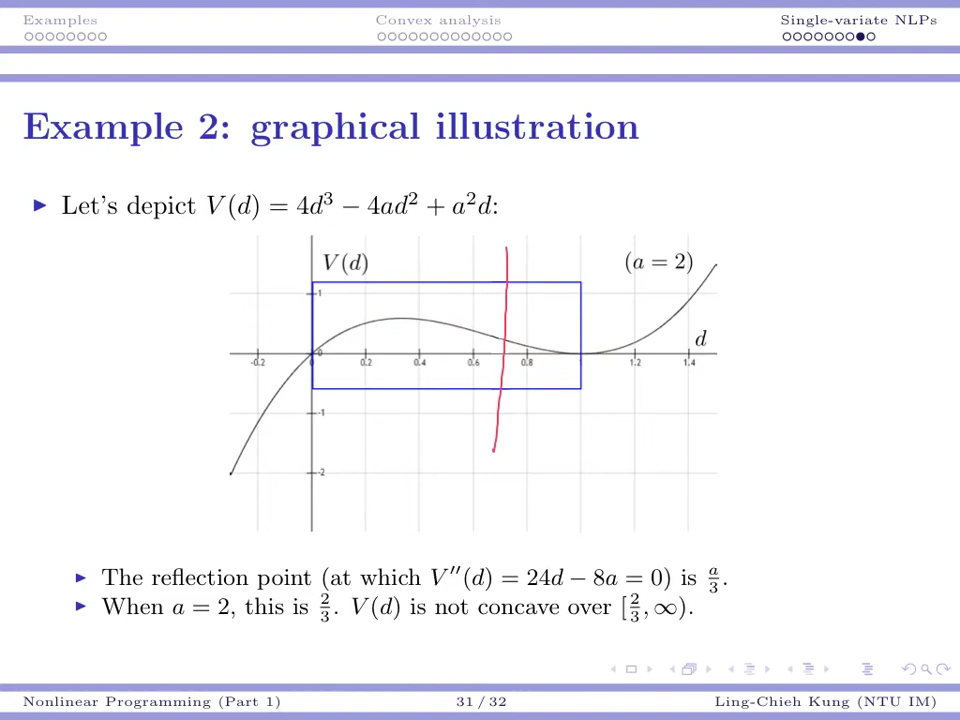 Examples Convex analysis Single-variate NLPs
Example 2: graphical illustration
▶ Let's depict V(d) = 4d³ − 4ad² + a²d:
V(d) (a = 2)
1
d
-0.2 0 0 0.2 0.4 0.6 0.8 1.2 1.4
-1
-2
▶ The reflection point (at which V″(d) = 24d − 8a = 0) is a/3.
▶ When a = 2, this is 2/3. V(d) is not concave over [2/3, ∞).
Nonlinear Programming (Part 1) 31 / 32 Ling-Chieh Kung (NTU IM)